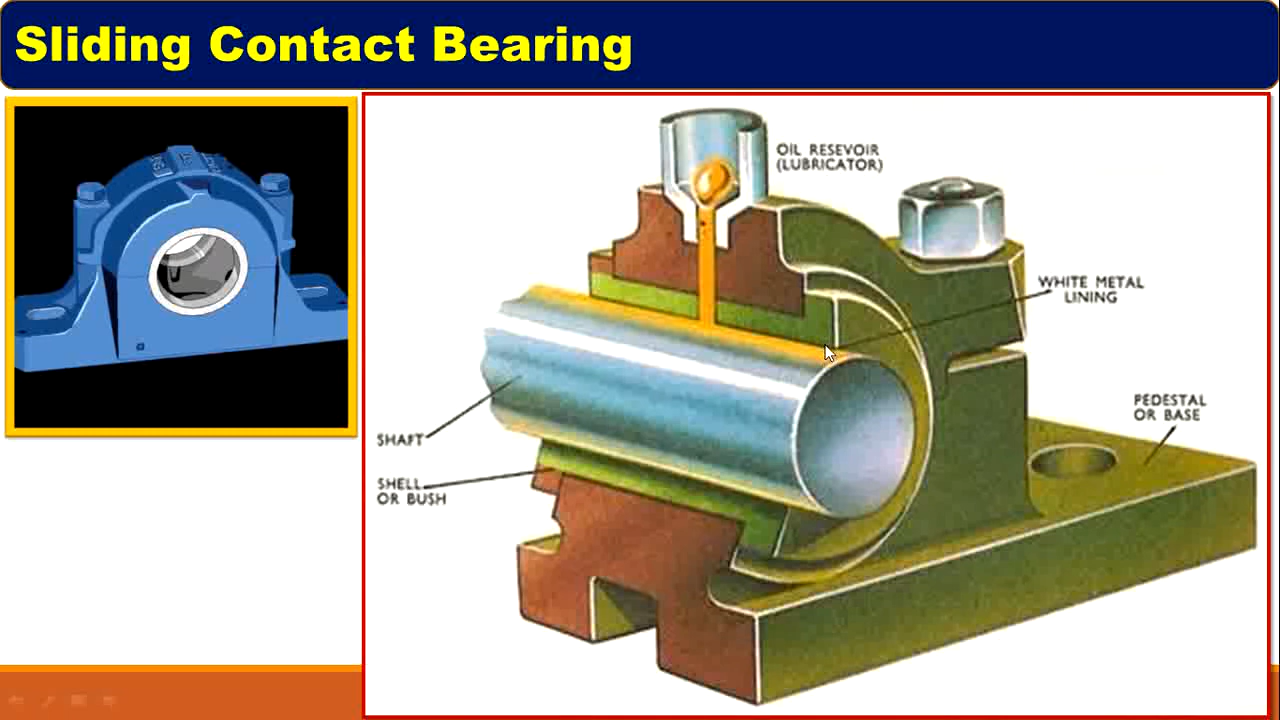 Sliding Contact Bearing
OIL RESEVOIR
(LUBRICATOR)
WHITE METAL
LINING
PEDESTAL
OR BASE
SHAFT
SHELL
OR BUSH